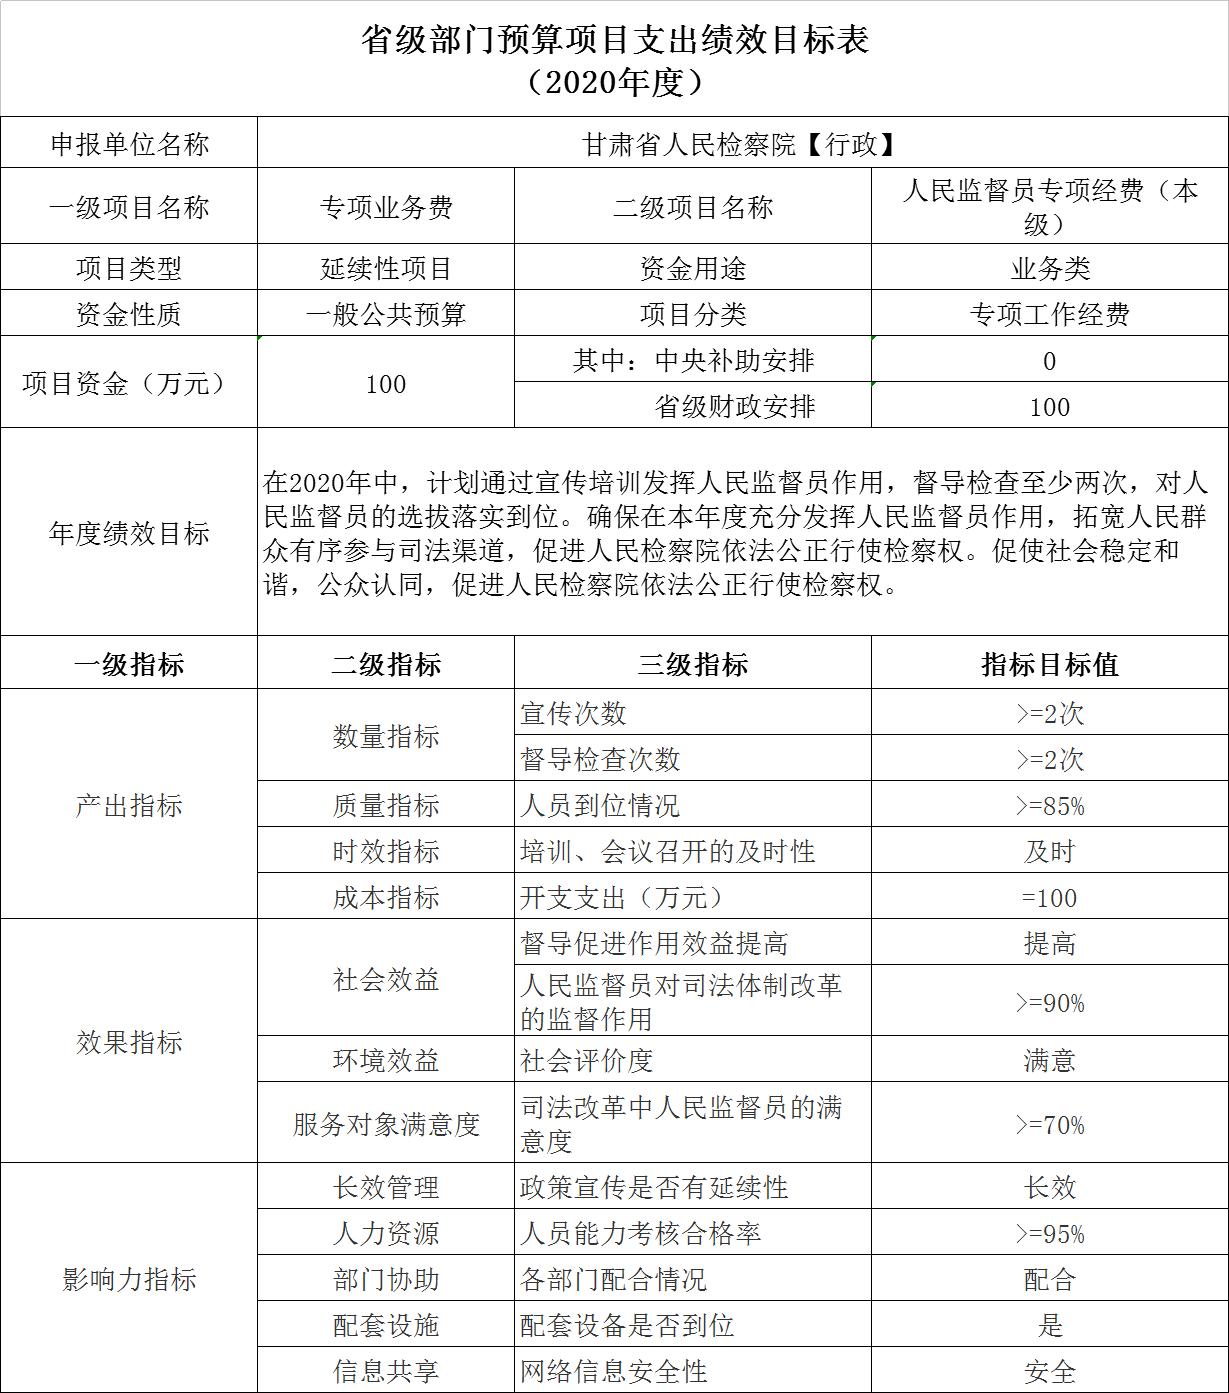 省级部门预算项目支出绩效目标表
（2020年度）
申报单位名称
甘肃省人民检察院【行政】
一级项目名称
专项业务费
二级项目名称
人民监督员专项经费（本
级）
项目类型
延续性项目
资金用途
业务类
资金性质
一般公共预算
项目分类
专项工作经费
项目资金（万元）
100
其中：中央补助安排
0
省级财政安排
100
年度绩效目标
在2020年中，计划通过宣传培训发挥人民监督员作用，督导检查至少两次，对人
民监督员的选拔落实到位。确保在本年度充分发挥人民监督员作用，拓宽人民群
众有序参与司法渠道，促进人民检察院依法公正行使检察权。促使社会稳定和
谐，公众认同，促进人民检察院依法公正行使检察权。
一级指标
二级指标
三级指标
指标目标值
产出指标
数量指标
宣传次数
>=2次
督导检查次数
>=2次
质量指标
人员到位情况
>=85%
时效指标
培训、会议召开的及时性
及时
成本指标
开支支出（万元）
=100
效果指标
社会效益
督导促进作用效益提高
提高
人民监督员对司法体制改革
的监督作用
>=90%
环境效益
社会评价度
满意
服务对象满意度
司法改革中人民监督员的满
意度
>=70%
影响力指标
长效管理
政策宣传是否有延续性
长效
人力资源
人员能力考核合格率
>=95%
部门协助
各部门配合情况
配合
配套设施
配套设备是否到位
是
信息共享
网络信息安全性
安全